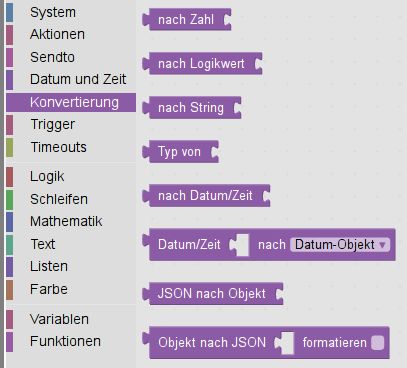 System
Aktionen
Sendto
Datum und Zeit
Konvertierung
Trigger
Timeouts
Logik
Schleifen
Mathematik
Text
Listen
Farbe
Variablen
Funktionen
nach Zahl
nach Logikwert
nach String
Typ von
nach Datum/Zeit
Datum/Zeit nach Datum-Objekt
JSON nach Objekt
Objekt nach JSON formatieren